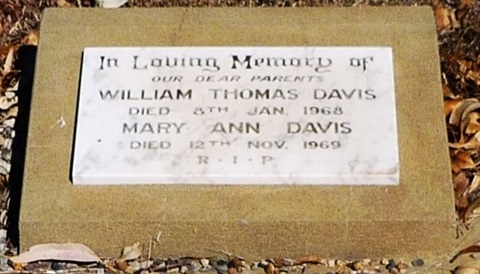 In Loving Memory of
OUR DEAR PARENTS
WILLIAM THOMAS DAVIS
DIED 8TH JAN. 1968
MARY ANN DAVIS
DIED 12TH NOV. 1969
R · I · P